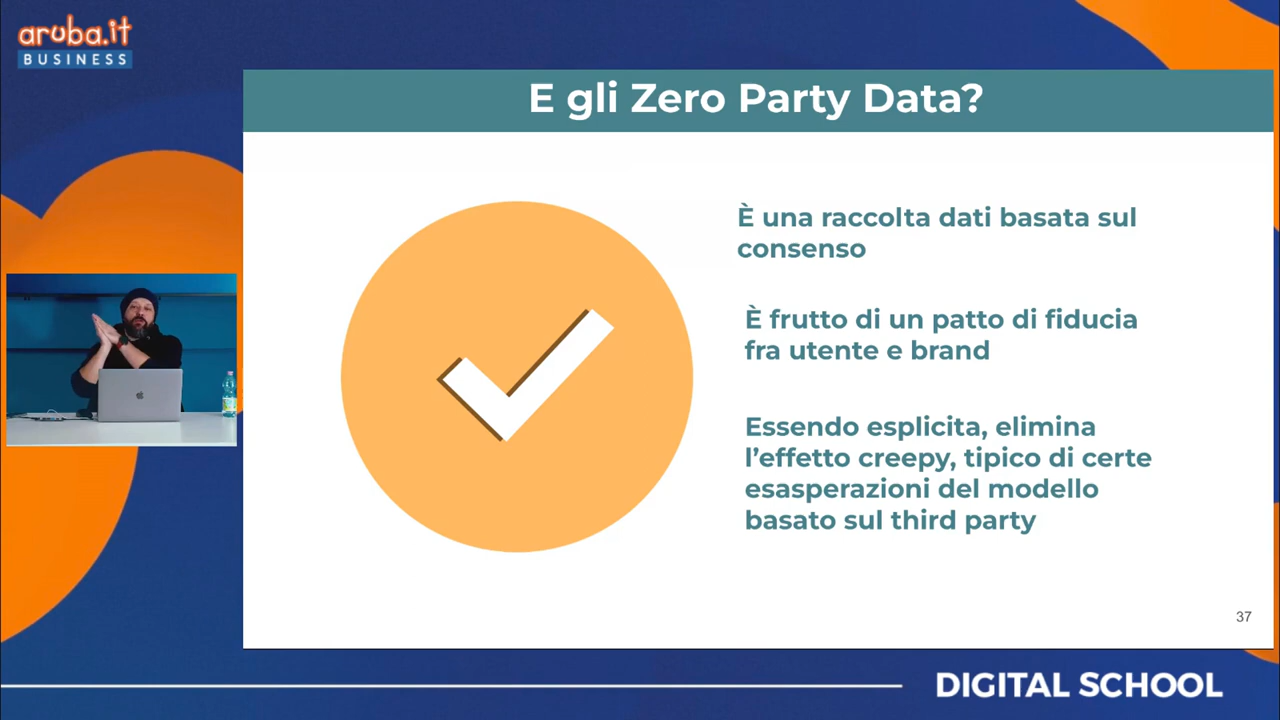 aruba.it
BUSINESS
E gli Zero Party Data?
È una raccolta dati basata sul
consenso
È frutto di un patto di fiducia
fra utente e brand
Essendo esplicita, elimina
l’effetto creepy, tipico di certe
esasperazioni del modello
basato sul third party
37
DIGITAL SCHOOL